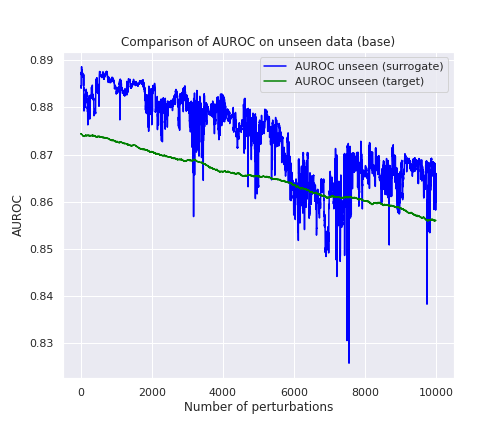 Comparison of AUROC on unseen data (base)
AUROC unseen (surrogate)
AUROC unseen (target)
0.89
0.88
0.87
0.86
0.85
0.84
0.83
AUROC
0
2000
4000
6000
8000
10000
Number of perturbations